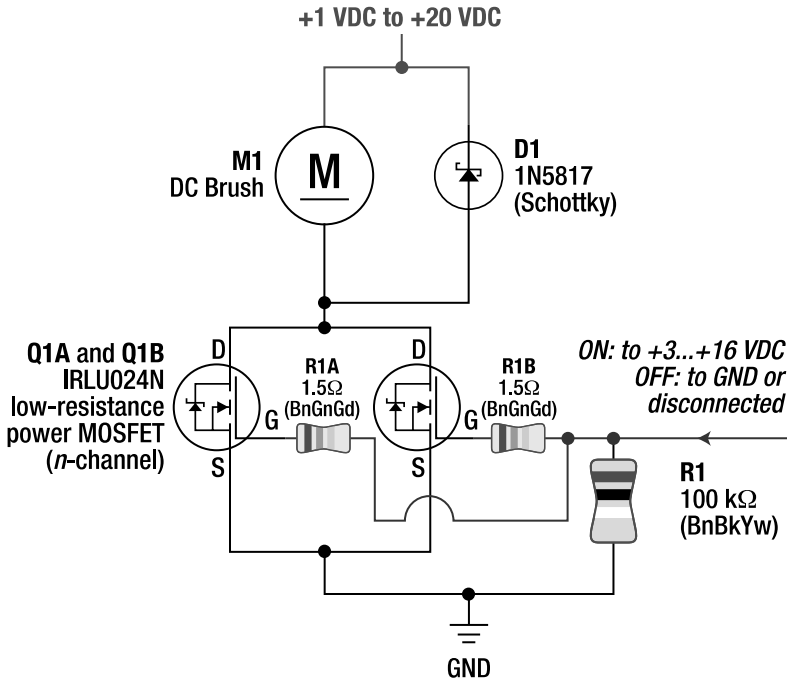 +1 VDC to +20 VDC
M1
DC Brush
M
D1
1N5817
(Schottky)
Q1A and Q1B
IRLU024N
low-resistance
power MOSFET
(n-channel)
D
G
S
R1A
1.5Ω
(BnGnGd)
D
G
S
R1B
1.5Ω
(BnGnGd)
ON: to +3...+16 VDC
OFF: to GND or
disconnected
R1
100 kΩ
(BnBkYw)
GND